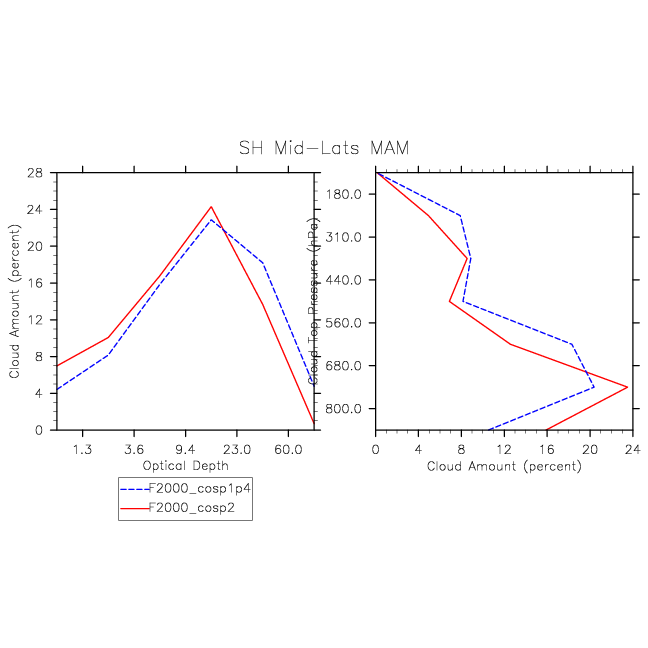 SH Mid-Lats MAM
Cloud Amount (percent)
28
24
20
16
12
8
4
0
1.3 3.6 9.4 23.0 60.0
Optical Depth
Cloud Top Pressure (hPa)
180.0
310.0
440.0
560.0
680.0
800.0
0 4 8 12 16 20 24
Cloud Amount (percent)
F2000_cosp1p4
F2000_cosp2